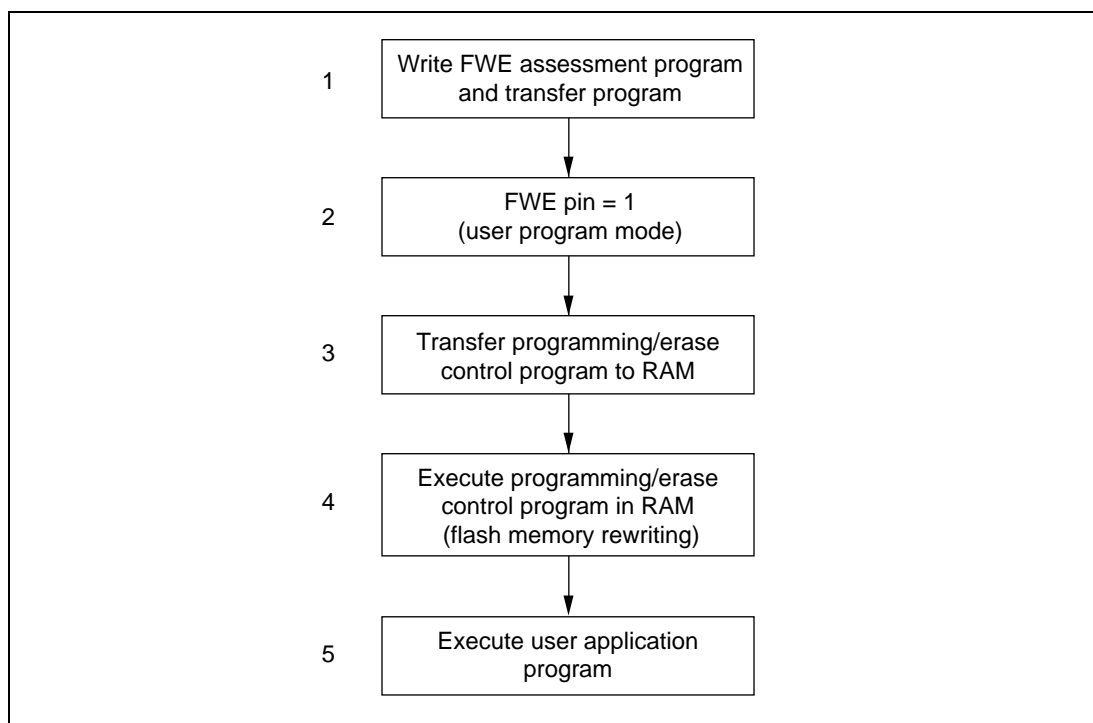 1
Write FWE assessment program
and transfer program
2
FWE pin = 1
(user program mode)
3
Transfer programming/erase
control program to RAM
4
Execute programming/erase
control program in RAM
(flash memory rewriting)
5
Execute user application
program